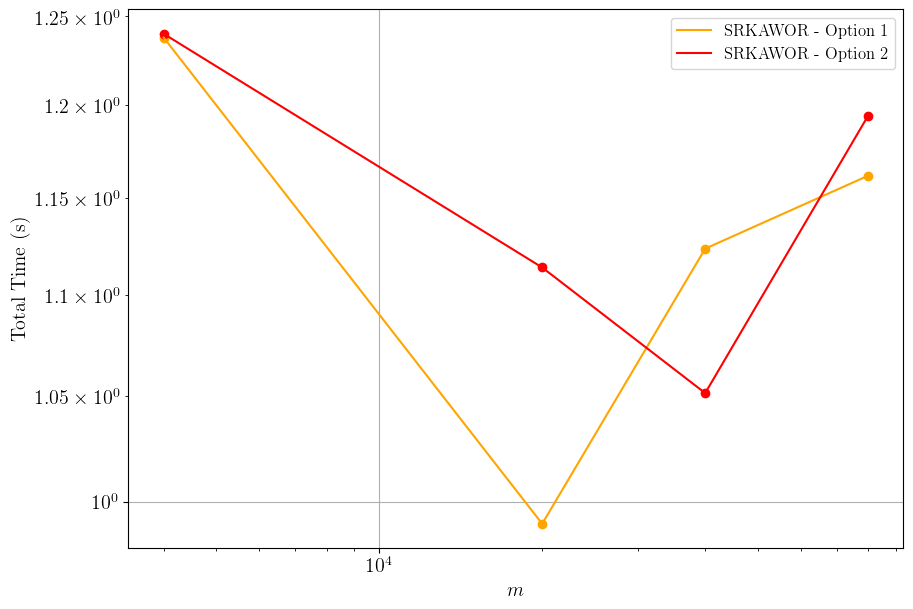 1.25 × 10⁰
1.2 × 10⁰
1.15 × 10⁰
1.1 × 10⁰
1.05 × 10⁰
10⁰
Total Time (s)
SRKAWOR - Option 1
SRKAWOR - Option 2
10⁴
m